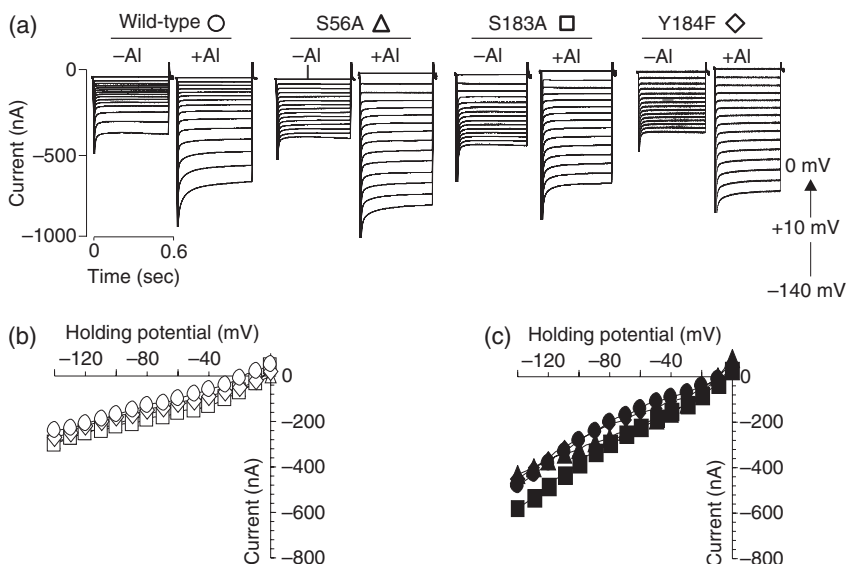 (a) Wild-type S56A S183A Y184F
–Al +Al –Al +Al –Al +Al –Al +Al
0
–500
–1000
Current (nA)
0 0.6
Time (sec)
0 mV
+10 mV
–140 mV
(b)
Holding potential (mV)
–120 –80 –40
0
–200
–400
–600
–800
Current (nA)
(c)
Holding potential (mV)
–120 –80 –40
0
–200
–400
–600
–800
Current (nA)